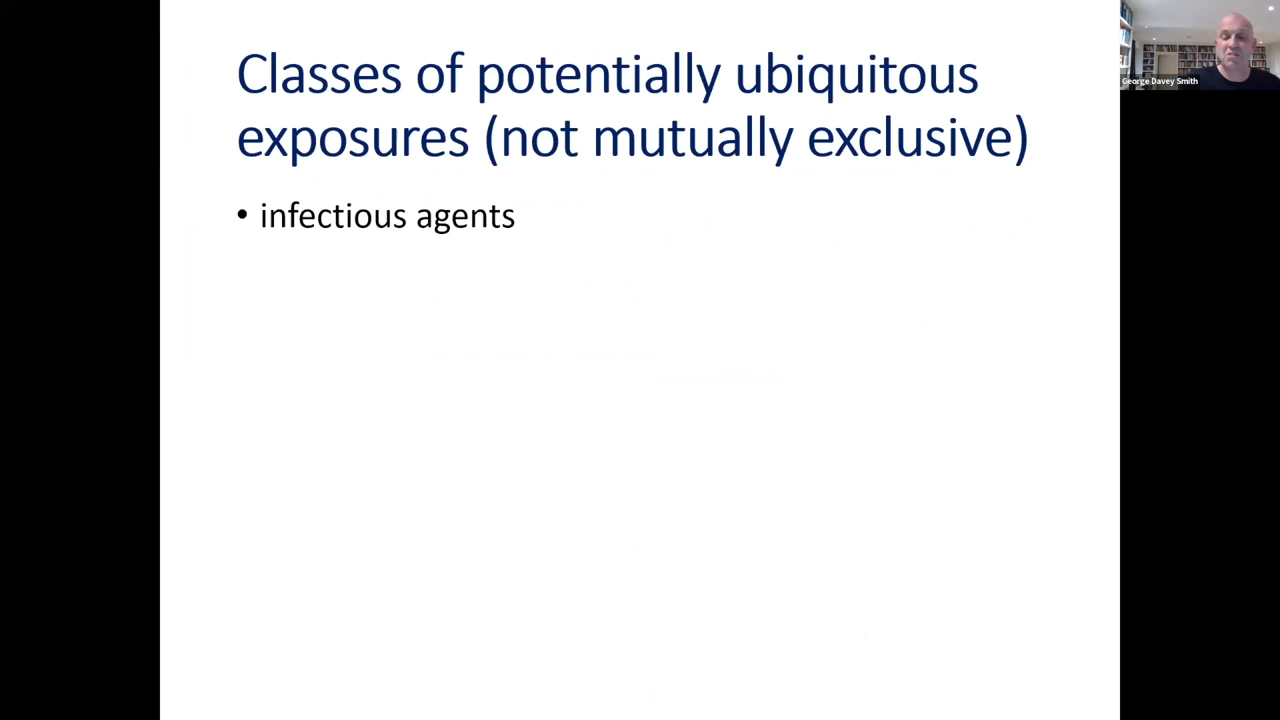 Classes of potentially ubiquitous
exposures (not mutually exclusive)
• infectious agents
George Davey Smith